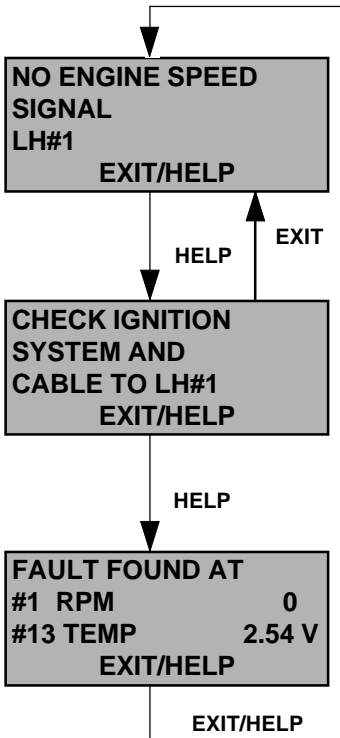 NO ENGINE SPEED
SIGNAL
LH#1
EXIT/HELP
EXIT
HELP
CHECK IGNITION
SYSTEM AND
CABLE TO LH#1
EXIT/HELP
HELP
FAULT FOUND AT
#1 RPM 0
#13 TEMP 2.54 V
EXIT/HELP
EXIT/HELP